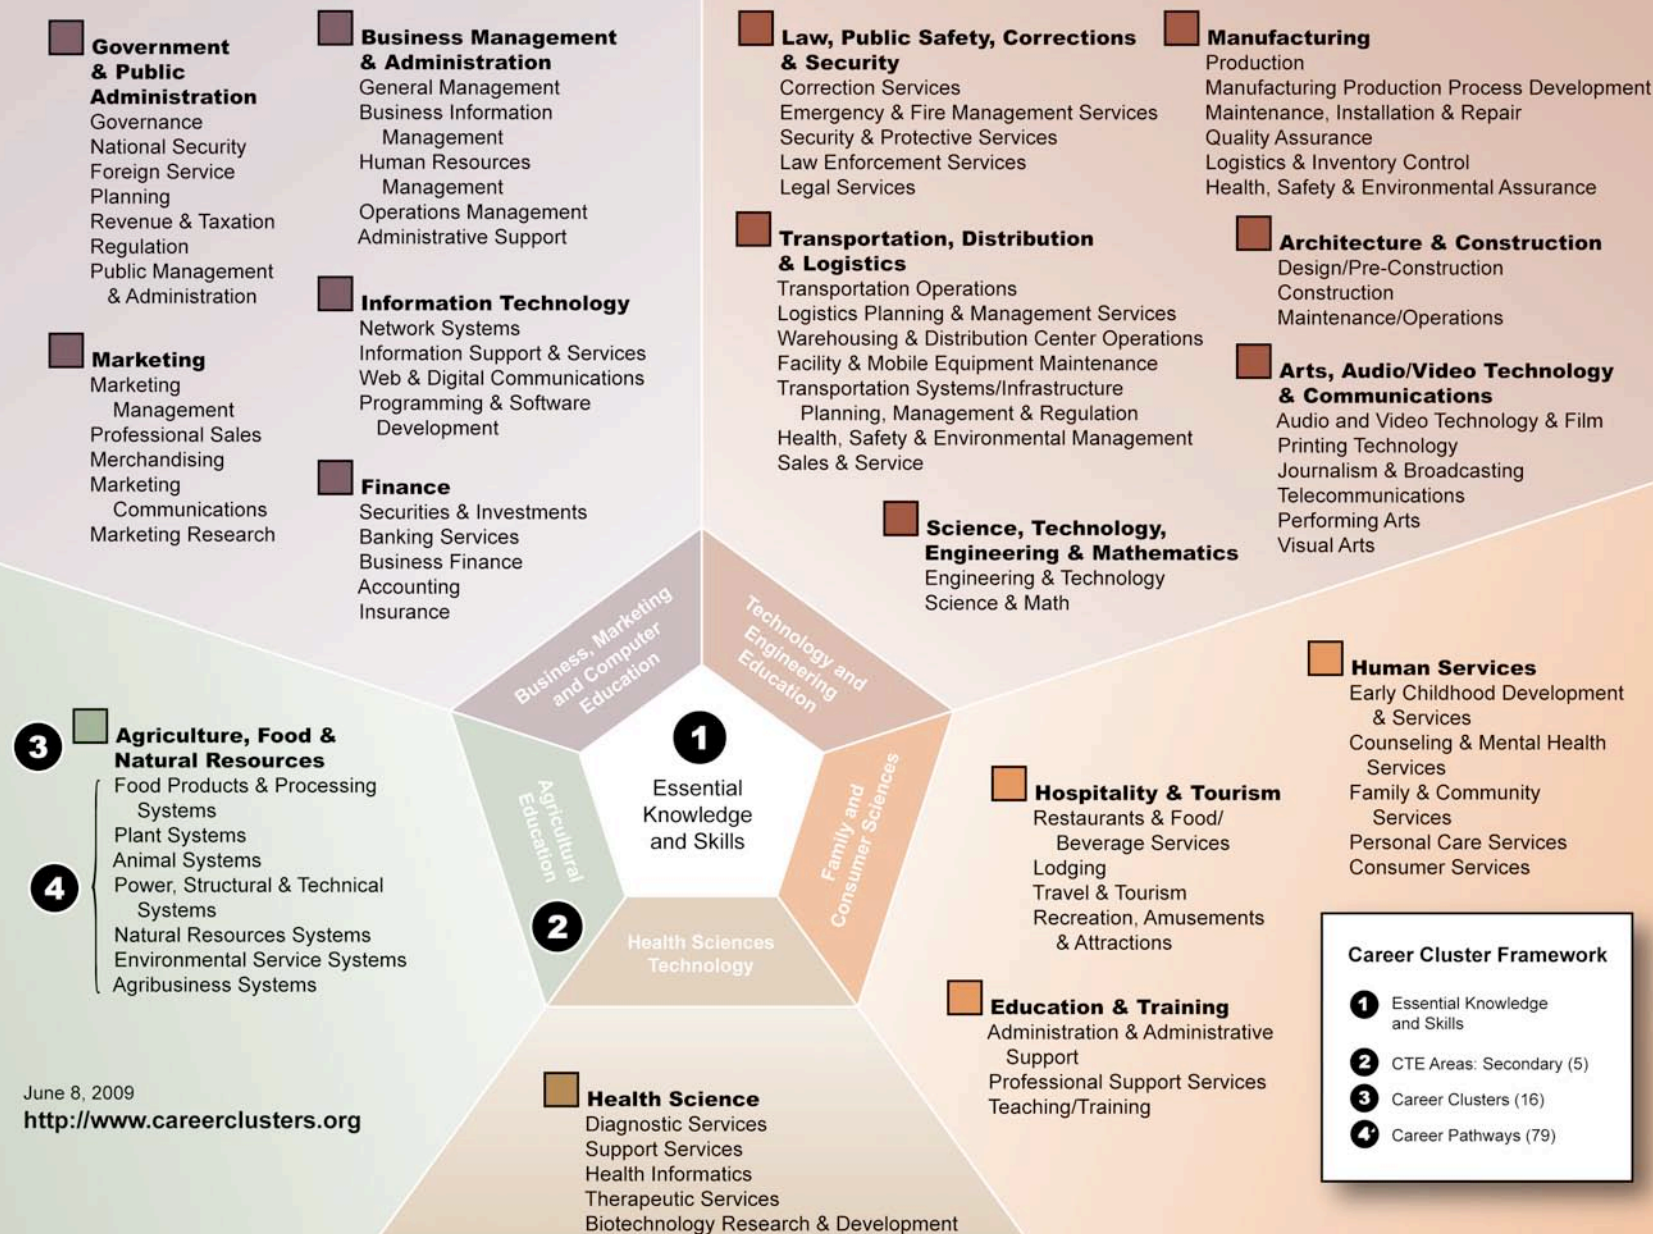 Government
& Public
Administration
Governance
National Security
Foreign Service
Planning
Revenue & Taxation
Regulation
Public Management
& Administration
Marketing
Marketing
Management
Professional Sales
Merchandising
Marketing
Communications
Marketing Research
Business Management
& Administration
General Management
Business Information
Management
Human Resources
Management
Operations Management
Administrative Support
Information Technology
Network Systems
Information Support & Services
Web & Digital Communications
Programming & Software
Development
Finance
Securities & Investments
Banking Services
Business Finance
Accounting
Insurance
Law, Public Safety, Corrections
& Security
Correction Services
Emergency & Fire Management Services
Security & Protective Services
Law Enforcement Services
Legal Services
Transportation, Distribution
& Logistics
Transportation Operations
Logistics Planning & Management Services
Warehousing & Distribution Center Operations
Facility & Mobile Equipment Maintenance
Transportation Systems/Infrastructure
Planning, Management & Regulation
Health, Safety & Environmental Management
Sales & Service
Science, Technology,
Engineering & Mathematics
Engineering & Technology
Science & Math
Manufacturing
Production
Manufacturing Production Process Development
Maintenance, Installation & Repair
Quality Assurance
Logistics & Inventory Control
Health, Safety & Environmental Assurance
Architecture & Construction
Design/Pre-Construction
Construction
Maintenance/Operations
Arts, Audio/Video Technology
& Communications
Audio and Video Technology & Film
Printing Technology
Journalism & Broadcasting
Telecommunications
Performing Arts
Visual Arts
Business, Marketing
and Computer
Education
Technology and
Engineering
Education
1
Essential
Knowledge
and Skills
Agricultural
Education
2
Family and
Consumer Sciences
Health Sciences
Technology
3
Agriculture, Food &
Natural Resources
4
Food Products & Processing
Systems
Plant Systems
Animal Systems
Power, Structural & Technical
Systems
Natural Resources Systems
Environmental Service Systems
Agribusiness Systems
Human Services
Early Childhood Development
& Services
Counseling & Mental Health
Services
Family & Community
Services
Personal Care Services
Consumer Services
Hospitality & Tourism
Restaurants & Food/
Beverage Services
Lodging
Travel & Tourism
Recreation, Amusements
& Attractions
Education & Training
Administration & Administrative
Support
Professional Support Services
Teaching/Training
Health Science
Diagnostic Services
Support Services
Health Informatics
Therapeutic Services
Biotechnology Research & Development
June 8, 2009
http://www.careerclusters.org
Career Cluster Framework
1 Essential Knowledge
and Skills
2 CTE Areas: Secondary (5)
3 Career Clusters (16)
4 Career Pathways (79)